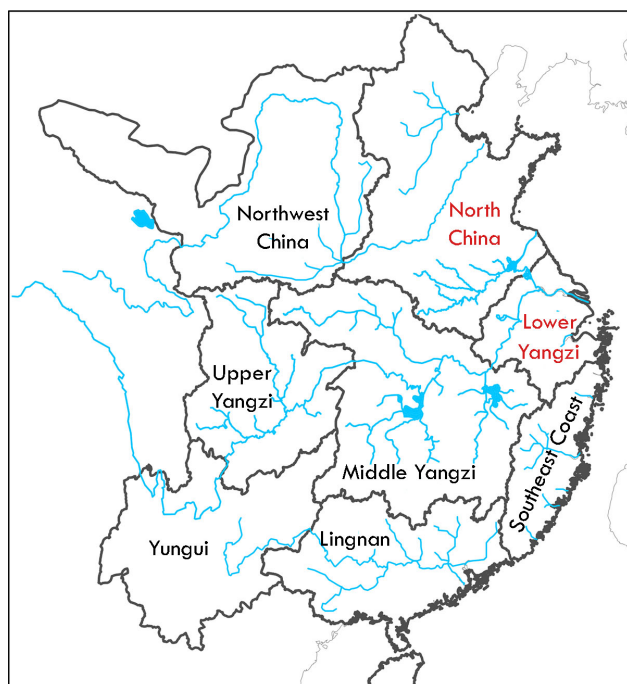 Northwest
China
North
China
Lower
Yangzi
Upper
Yangzi
Middle Yangzi
Southeast Coast
Yungui
Lingnan